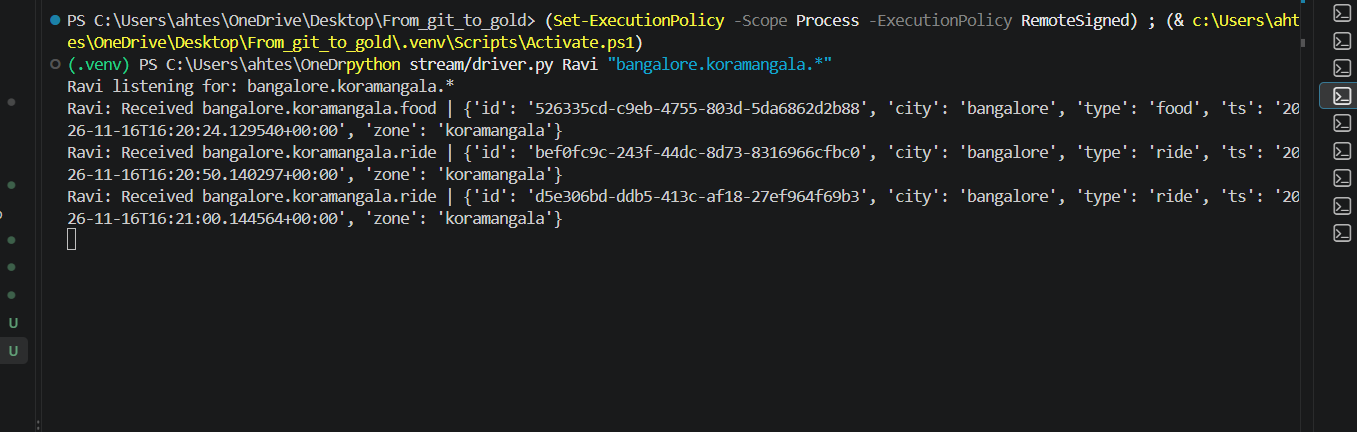 PS C:\Users\ahtes\OneDrive\Desktop\From_git_to_gold> (Set-ExecutionPolicy -Scope Process -ExecutionPolicy RemoteSigned) ; (& c:\Users\aht
es\OneDrive\Desktop\From_git_to_gold\.venv\Scripts\Activate.ps1)
(.venv) PS C:\Users\ahtes\OneDrpython stream/driver.py Ravi "bangalore.koramangala.*"
Ravi listening for: bangalore.koramangala.*
Ravi: Received bangalore.koramangala.food | {'id': '526335cd-c9eb-4755-803d-5da6862d2b88', 'city': 'bangalore', 'type': 'food', 'ts': '20
26-11-16T16:20:24.129540+00:00', 'zone': 'koramangala'}
Ravi: Received bangalore.koramangala.ride | {'id': 'bef0fc9c-243f-44dc-8d73-8316966cfbc0', 'city': 'bangalore', 'type': 'ride', 'ts': '20
26-11-16T16:20:50.140297+00:00', 'zone': 'koramangala'}
Ravi: Received bangalore.koramangala.ride | {'id': 'd5e306bd-ddb5-413c-af18-27ef964f69b3', 'city': 'bangalore', 'type': 'ride', 'ts': '20
26-11-16T16:21:00.144564+00:00', 'zone': 'koramangala'}
U
U